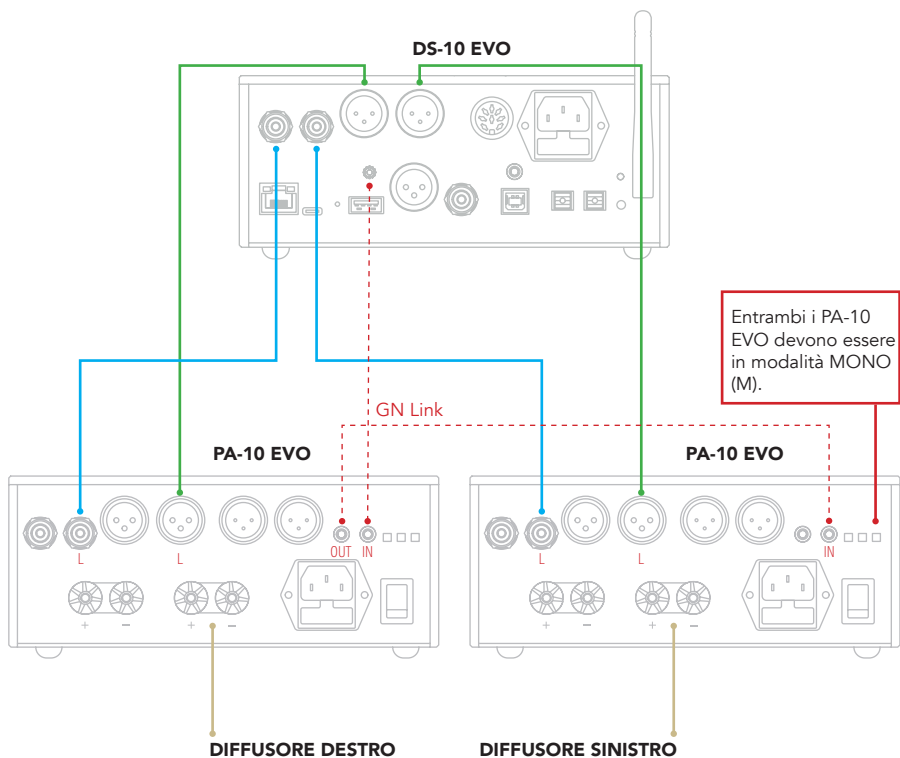 DS-10 EVO
Entrambi i PA-10
EVO devono essere
in modalità MONO
(M).
GN Link
PA-10 EVO
PA-10 EVO
L
L
OUT
IN
L
L
IN
+
−
+
−
+
−
+
−
DIFFUSORE DESTRO
DIFFUSORE SINISTRO